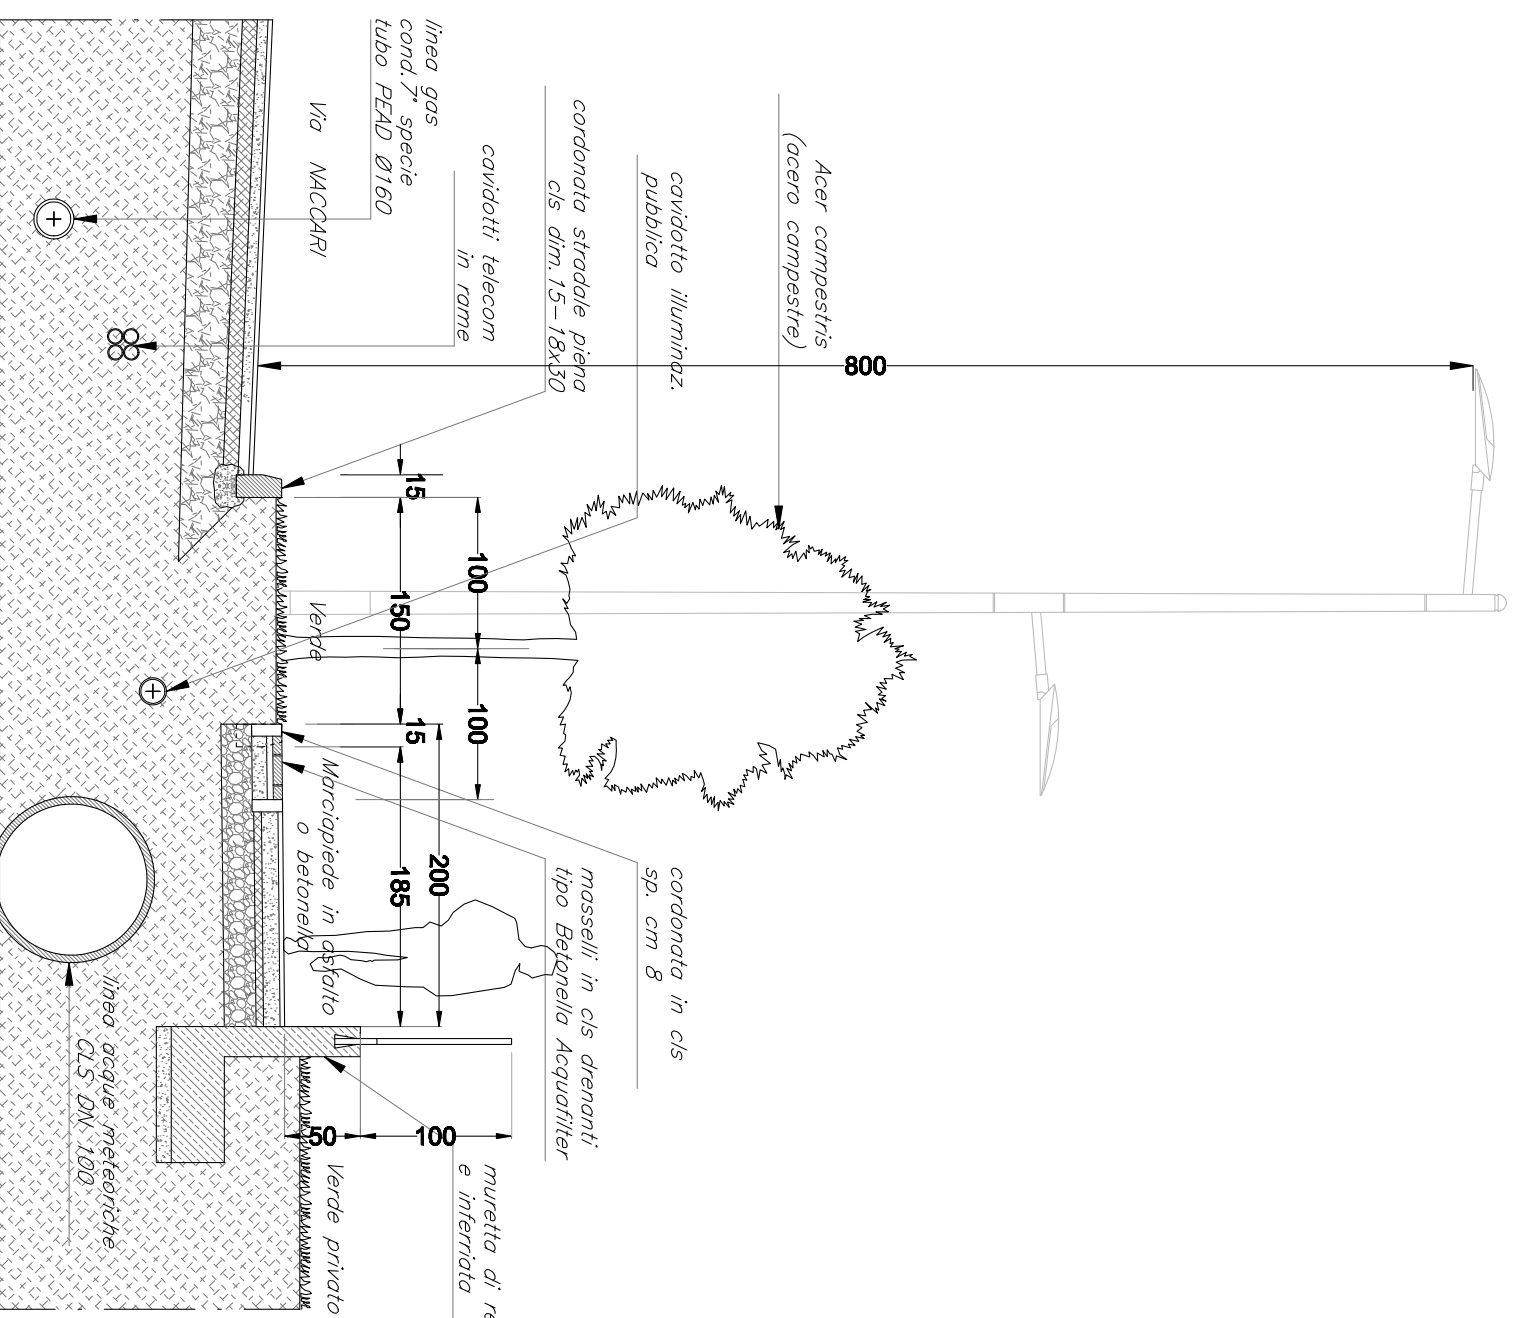 Acer campestris
(acero campestre)
cavidotto illuminaz.
pubblica
cordonata stradale piena
cls dim.15-18x30
cavidotti telecom
in rame
linea gas
cond.7° specie
tubo PEAD Ø160
Via NACCARI
800
15
100
150
Verde
100
15
200
185
Marciapiede in asfalto
o betonella
cordonata in cls
sp. cm 8
masselli in cls drenanti
tipo Betonella Acquafilter
muretta di re
e inferriata
50
100
Verde privato
linea acque meteoriche
CLS DN 100